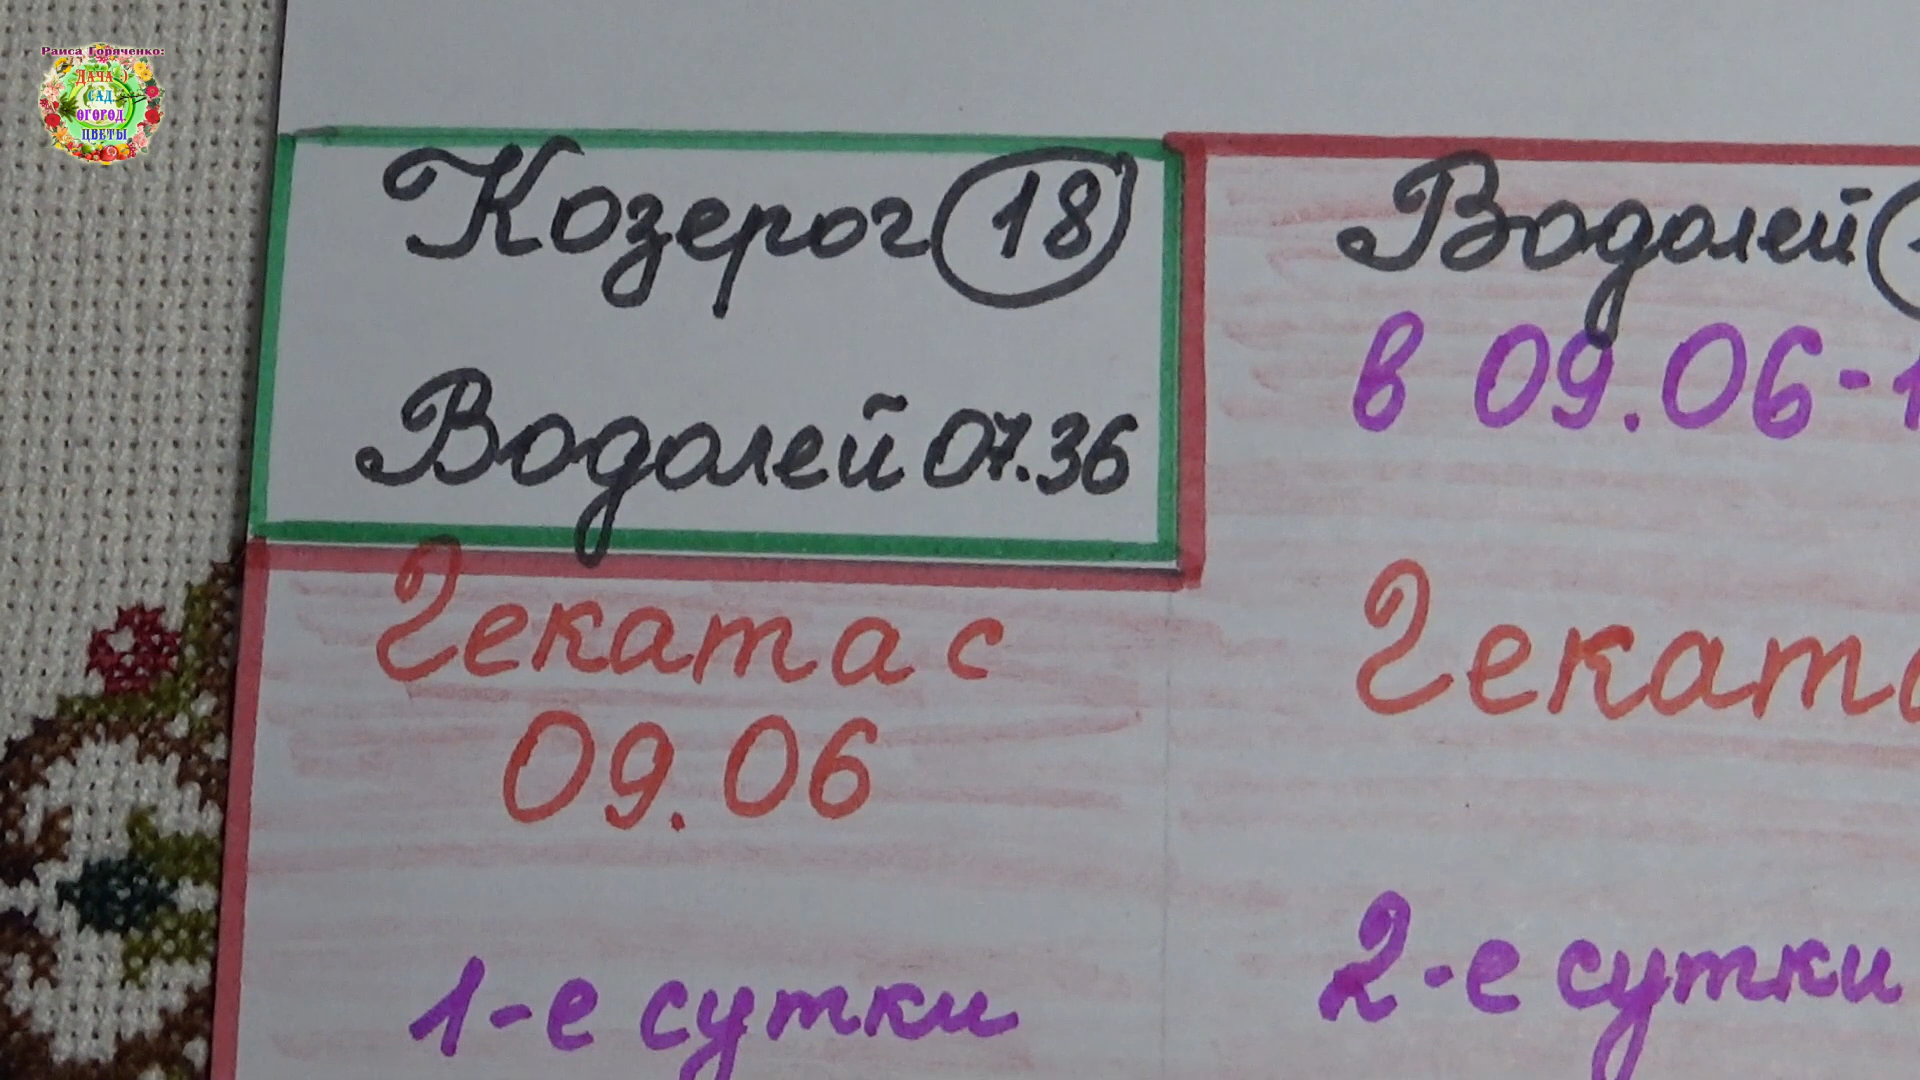 Раиса Горяченко:
ДАЧА
САД,
ОГОРОД,
ЦВЕТЫ
Козерог 18
Водолей 07.36
Геката с
09.06
1-е сутки
Водолей
в 09.06-1
Геката
2-е сутки